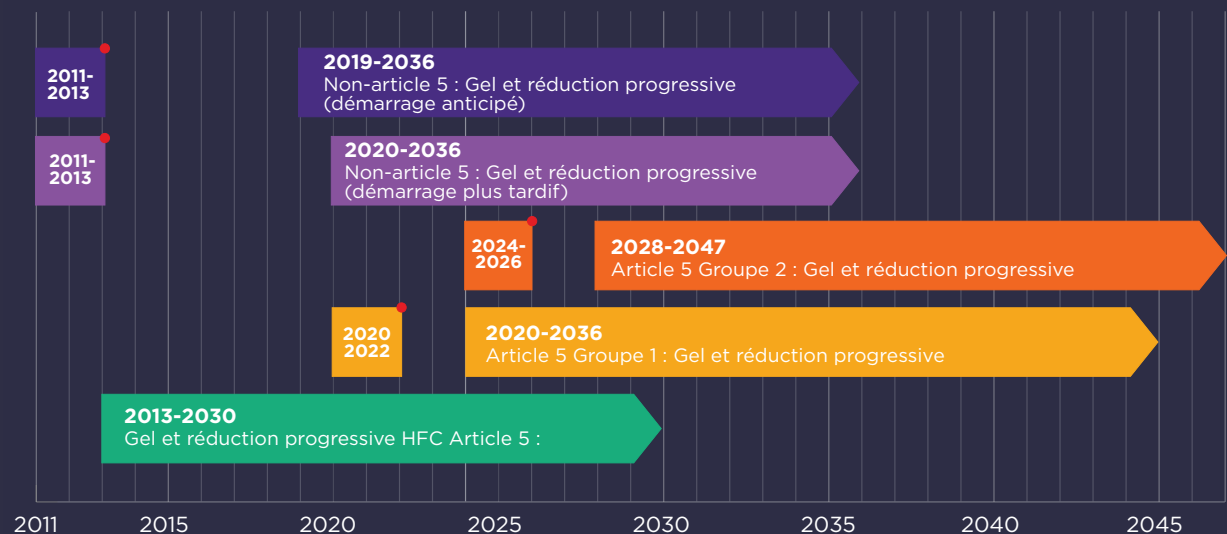 2011-
2013
2019-2036
Non-article 5 : Gel et réduction progressive
(démarrage anticipé)
2011-
2013
2020-2036
Non-article 5 : Gel et réduction progressive
(démarrage plus tardif)
2024-
2026
2028-2047
Article 5 Groupe 2 : Gel et réduction progressive
2020
2022
2020-2036
Article 5 Groupe 1 : Gel et réduction progressive
2013-2030
Gel et réduction progressive HFC Article 5 :
2011 2015 2020 2025 2030 2035 2040 2045